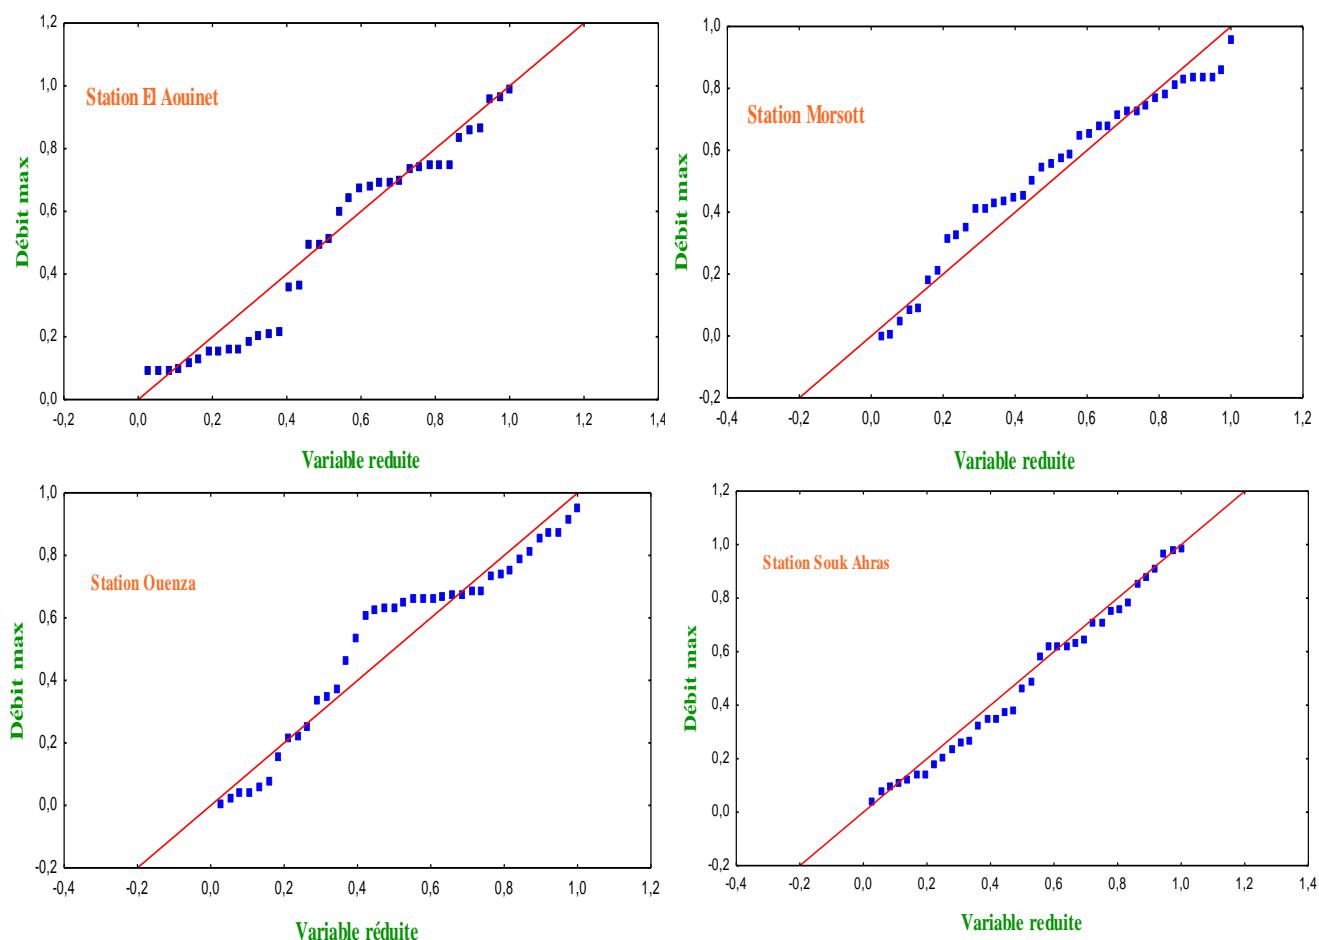 1,2
1,0
0,8
0,6
0,4
0,2
0,0
-0,2 0,0 0,2 0,4 0,6 0,8 1,0 1,2 1,4
Station El Aouinet
Débit max
Variable reduite
1,0
0,8
0,6
0,4
0,2
0,0
-0,2
-0,4 -0,2 0,0 0,2 0,4 0,6 0,8 1,0 1,2
Station Morsott
Débit max
Variable reduite
1,0
0,8
0,6
0,4
0,2
0,0
-0,2
-0,4 -0,2 0,0 0,2 0,4 0,6 0,8 1,0 1,2
Station Ouenza
Débit max
Variable réduite
1,2
1,0
0,8
0,6
0,4
0,2
0,0
-0,2
-0,4 -0,2 0,0 0,2 0,4 0,6 0,8 1,0 1,2 1,4
Station Souk Ahras
Débit max
Variable reduite